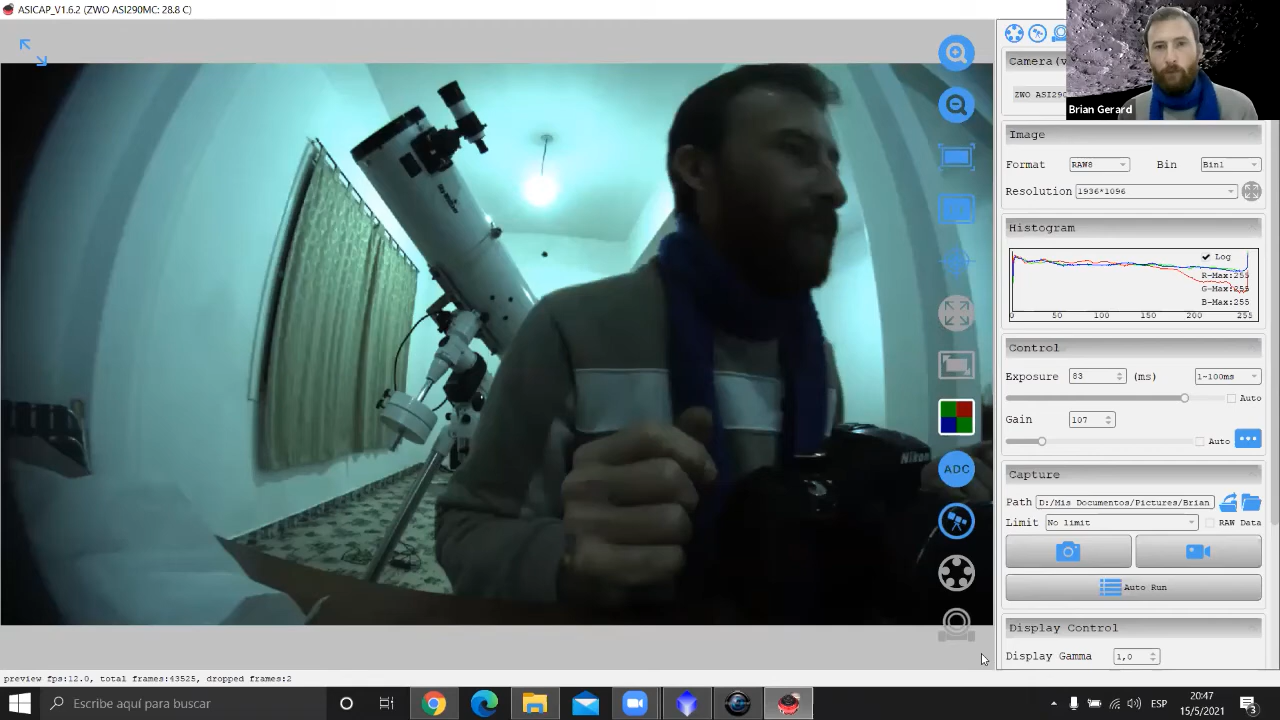 ASICAP_V1.6.2 (ZWO ASI290MC: 28.8 C)
Brian Gerard
Camera(v
ZWO ASI290
Image
Format RAW8 Bin Bin1
Resolution 1936*1096
Histogram
Log
R-Max:255
G-Max:255
B-Max:255
0 50 100 150 200 255
Control
Exposure 83 (ms) 1-100ms
Auto
Gain 107
Auto
Capture
Path D:/Mis Documentos/Pictures/Brian
Limit No limit RAW Data
Auto Run
Display Control
Display Gamma 1,0
ADC
Nikon
preview fps:12.0, total frames:43525, dropped frames:2
Escribe aquí para buscar
ESP
20:47
15/5/2021
3